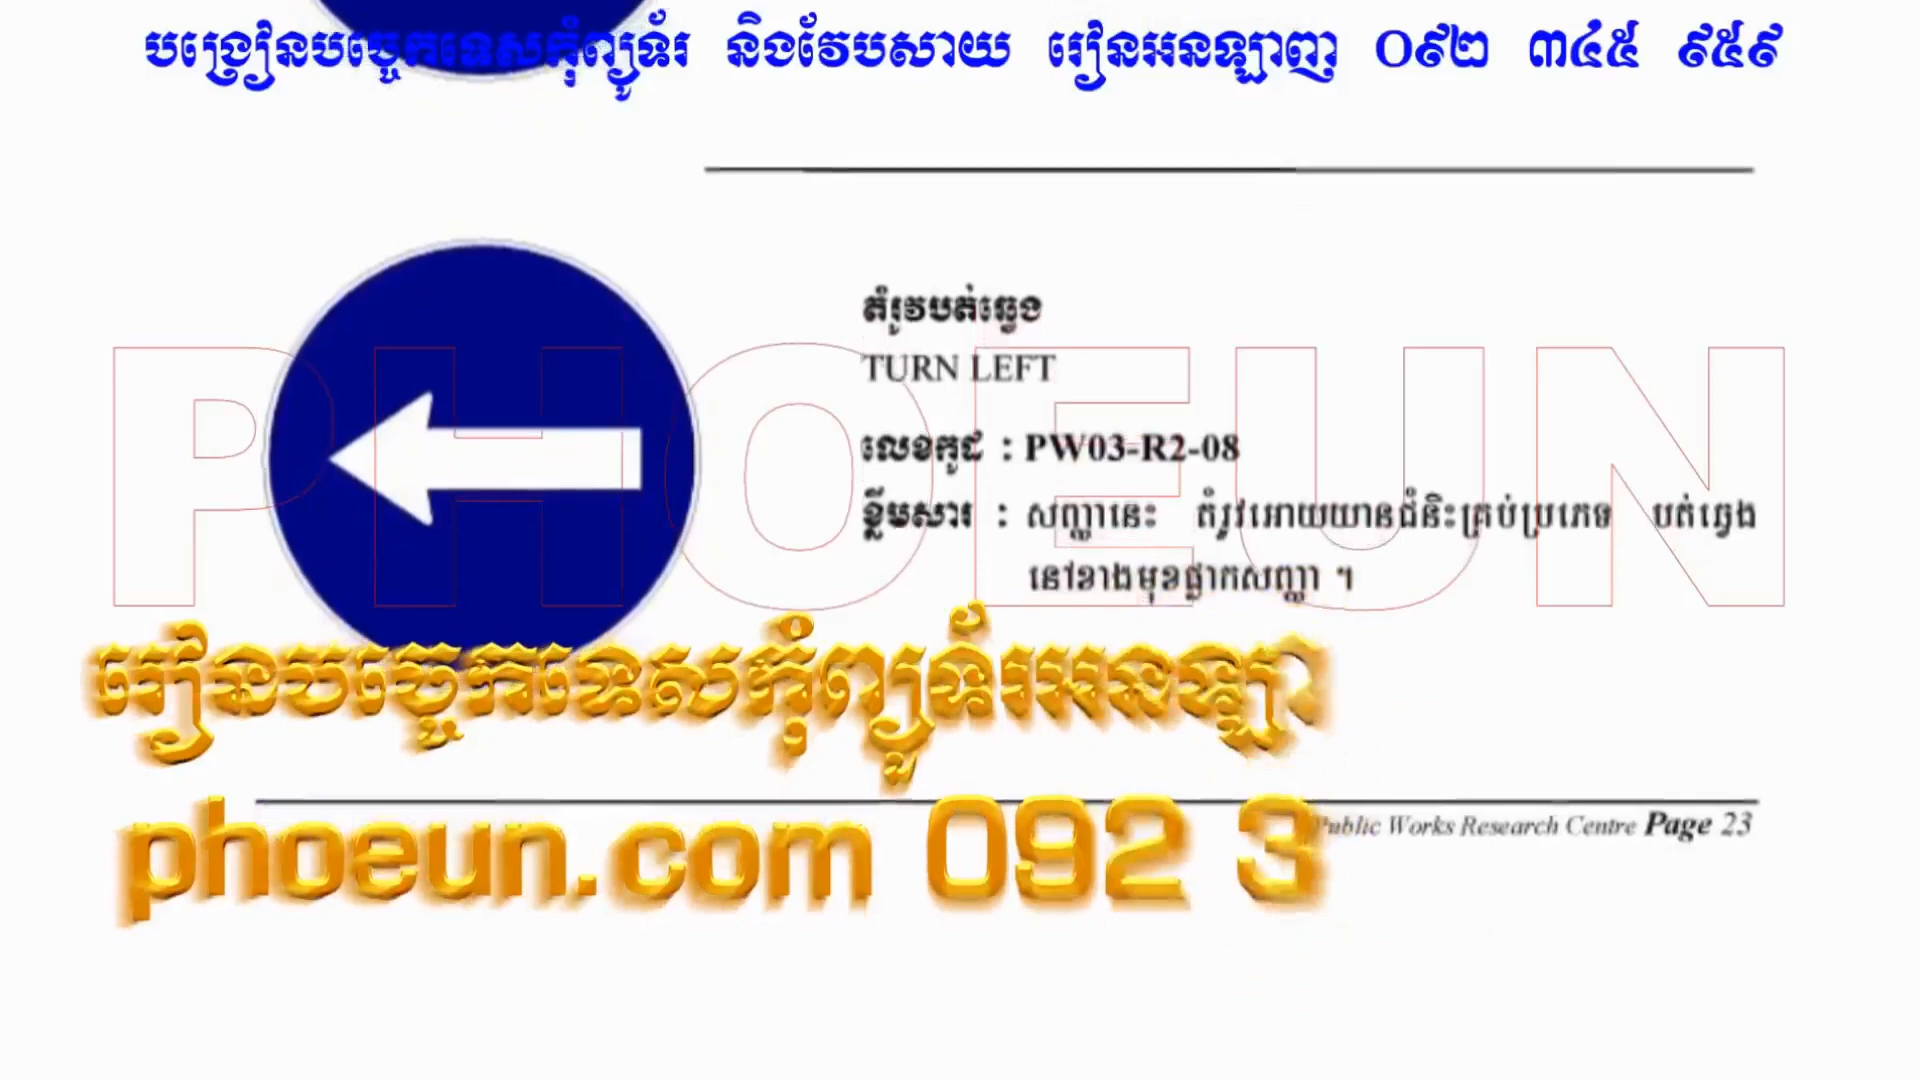 បង្រៀនបច្ចេកទេសកុំព្យូទ័រ និងវែបសាយ រៀនអនឡាញ ០៩២ ៣៤៥ ៩៥៩
តំរូវបត់ឆ្វេង
TURN LEFT
លេខកូដ : PW03-R2-08
ខ្លឹមសារ : សញ្ញានេះ តំរូវអោយយានជំនិះគ្រប់ប្រភេទ បត់ឆ្វេង
នៅខាងមុខផ្លាកសញ្ញា ។
PHOEUN
រៀនបច្ចេកទេសកុំព្យូទ័រអនឡា
phoeun.com 092 3
Public Works Research Centre Page 23